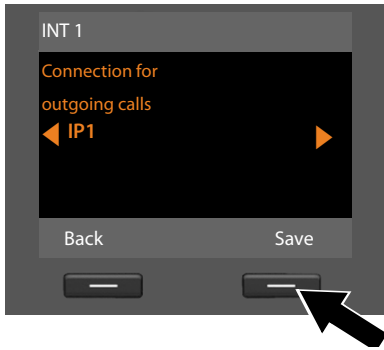 INT 1
Connection for
outgoing calls
IP1
Back Save